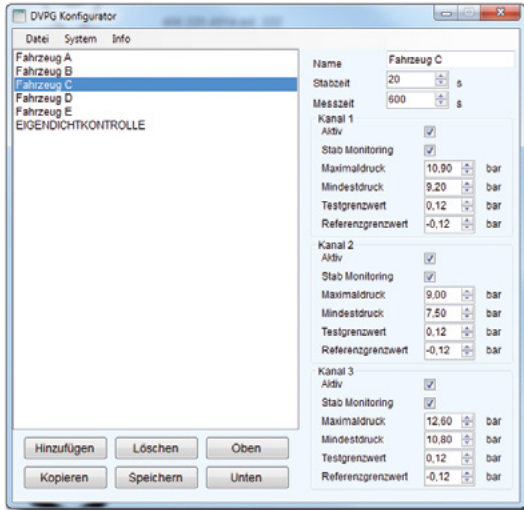 DVPG Konfigurator
Datei System Info
Fahrzeug A
Fahrzeug B
Fahrzeug C
Fahrzeug D
Fahrzeug E
EIGENDICHTKONTROLLE
Hinzufügen Löschen Oben
Kopieren Speichern Unten
Name Fahrzeug C
Stabzeit 20 s
Messzeit 600 s
Kanal 1
Aktiv
Stab Monitoring
Maximaldruck 10,90 bar
Mindestdruck 9,20 bar
Testgrenzwert 0,12 bar
Referenzgrenzwert -0,12 bar
Kanal 2
Aktiv
Stab Monitoring
Maximaldruck 9,00 bar
Mindestdruck 7,50 bar
Testgrenzwert 0,12 bar
Referenzgrenzwert -0,12 bar
Kanal 3
Aktiv
Stab Monitoring
Maximaldruck 12,60 bar
Mindestdruck 10,80 bar
Testgrenzwert 0,12 bar
Referenzgrenzwert -0,12 bar